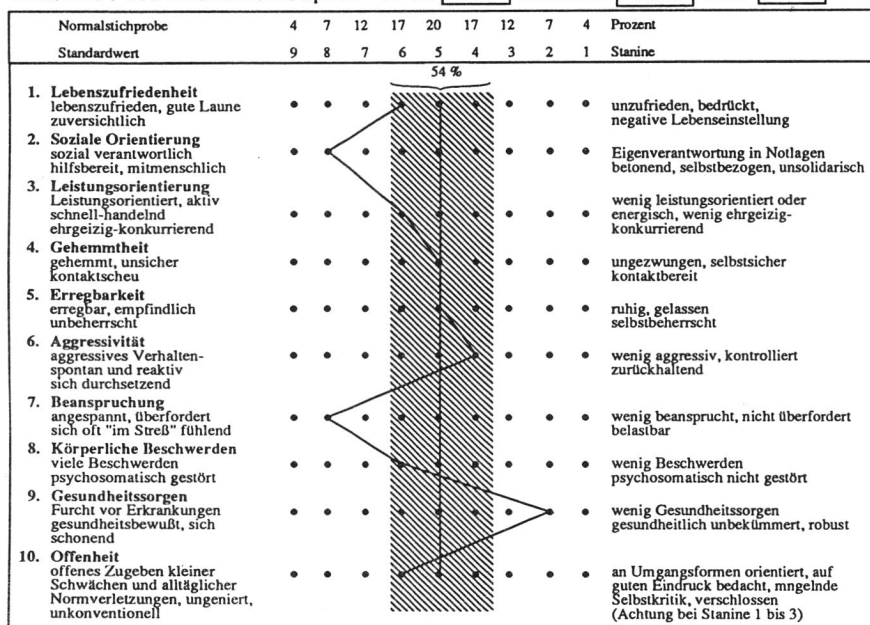 Normalstichprobe 4 7 12 17 20 17 12 7 4 Prozent
Standardwert 9 8 7 6 5 4 3 2 1 Stanine
54 %
1. Lebenszufriedenheit
lebenszufrieden, gute Laune
zuversichtlich
unzufrieden, bedrückt,
negative Lebenseinstellung
2. Soziale Orientierung
sozial verantwortlich
hilfsbereit, mitmenschlich
Eigenverantwortung in Notlagen
betonend, selbstbezogen, unsolidarisch
3. Leistungsorientierung
Leistungsorientiert, aktiv
schnell-handelnd
ehrgeizig-konkurrierend
wenig leistungsorientiert oder
energisch, wenig ehrgeizig-
konkurrierend
4. Gehemmtheit
gehemmt, unsicher
kontaktscheu
ungezwungen, selbstsicher
kontaktbereit
5. Erregbarkeit
erregbar, empfindlich
unbeherrscht
ruhig, gelassen
selbstbeherrscht
6. Aggressivität
aggressives Verhalten-
spontan und reaktiv
sich durchsetzend
wenig aggressiv, kontrolliert
zurückhaltend
7. Beanspruchung
angespannt, überfordert
sich oft "im Streß" fühlend
wenig beansprucht, nicht überfordert
belastbar
8. Körperliche Beschwerden
viele Beschwerden
psychosomatisch gestört
wenig Beschwerden
psychosomatisch nicht gestört
9. Gesundheitssorgen
Furcht vor Erkrankungen
gesundheitsbewußt, sich
schonend
wenig Gesundheitssorgen
gesundheitlich unbekümmert, robust
10. Offenheit
offenes Zugeben kleiner
Schwächen und alltäglicher
Normverletzungen, ungeniert,
unkonventionell
an Umgangsformen orientiert, auf
guten Eindruck bedacht, mngelnde
Selbstkritik, verschlossen
(Achtung bei Stanine 1 bis 3)